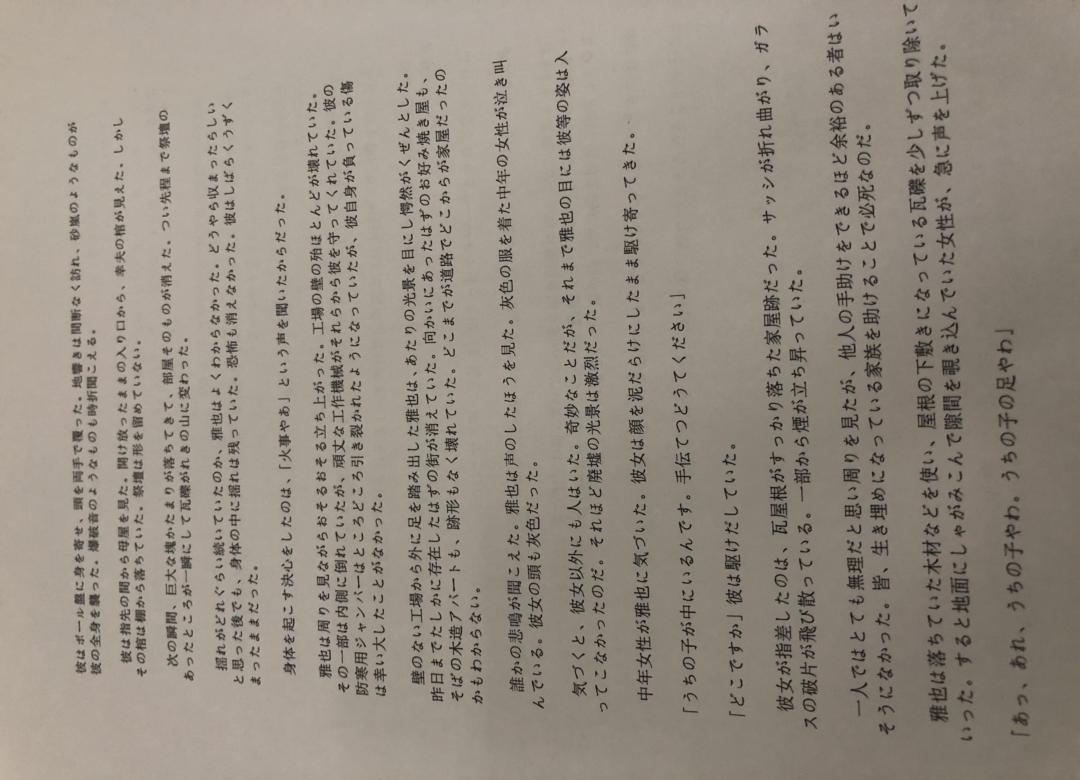 彼はボール盤に身を寄せ、頭を両手で覆った。地響きは間断なく訪れ、砂嵐のようなものが
彼の全身を襲った。爆破音のようなものも時折聞こえる。
彼は指先の間から母屋を見た。開け放ったままの入り口から、幸夫の棺が見えた。しかし
その棺は棚から落ちていた。祭壇は形を留めていない。
次の瞬間、巨大な塊かたまりが落ちてきて、部屋そのものが消えた。つい先程まで祭壇の
あったところが一瞬にして瓦礫がれきの山に変わった。
揺れがどれぐらい続いていたのか、雅也はよくわからなかった。どうやら収まったらしい
と思った後でも、身体の中に揺れは残っていた。恐怖も消えなかった。彼はしばらくうずく
まったままだった。
身体を起こす決心をしたのは、「火事やあ」という声を聞いたからだった。
雅也は周りを見ながらおそるおそる立ち上がった。工場の壁の殆ほとんどが壊れていた。
その一部は内側に倒れていたが、頑丈な工作機械がそれらから彼を守ってくれていた。彼の
防寒用ジャンパーはところどころ引き裂かれたようになっていたが、彼自身が負っている傷
は幸い大したことがなかった。
壁のない工場から外に足を踏み出した雅也は、あたりの光景を目にし愕然がくぜんとした。
昨日までたしかに存在したはずの街が消えていた。向かいにあったはずのお好み焼き屋も、
そばの木造アパートも、跡形もなく壊れていた。どこまでが道路でどこからが家屋だったの
かもわからない。
誰かの悲鳴が聞こえた。雅也は声のしたほうを見た。灰色の服を着た中年の女性が泣き叫
んでいる。彼女の頭も灰色だった。
気づくと、彼女以外にも人はいた。奇妙なことだが、それまで雅也の目には彼等の姿は入
ってこなかったのだ。それほど廃墟の光景は激烈だった。
中年女性が雅也に気づいた。彼女は顔を泥だらけにしたまま駆け寄ってきた。
「うちの子が中にいるんです。手伝てつどうてください」
「どこですか」彼は駆けだしていた。
彼女が指差したのは、瓦屋根がすっかり落ちた家屋跡だった。サッシが折れ曲がり、ガラ
スの破片が飛び散っている。一部から煙が立ち昇っていた。
一人ではとても無理だと思い周りを見たが、他人の手助けをできるほど余裕のある者はい
そうになかった。皆、生き埋めになっている家族を助けることで必死なのだ。
雅也は落ちていた木材などを使い、屋根の下敷きになっている瓦礫を少しずつ取り除いて
いった。すると地面にしゃがみこんで隙間を覗き込んでいた女性が、急に声を上げた。
「あっ、あれ、うちの子やわ。うちの子の足やわ」